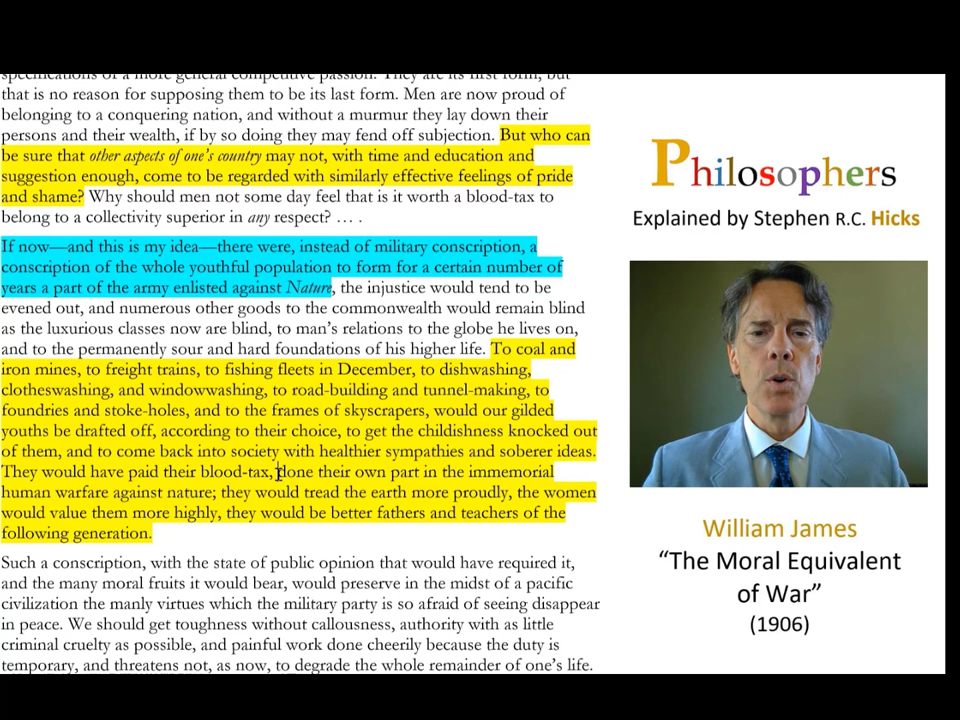 specifications of a more general competitive passion. They are its first form, but
that is no reason for supposing them to be its last form. Men are now proud of
belonging to a conquering nation, and without a murmur they lay down their
persons and their wealth, if by so doing they may fend off subjection. But who can
be sure that other aspects of one's country may not, with time and education and
suggestion enough, come to be regarded with similarly effective feelings of pride
and shame? Why should men not some day feel that is it worth a blood-tax to
belong to a collectivity superior in any respect? … .
If now—and this is my idea—there were, instead of military conscription, a
conscription of the whole youthful population to form for a certain number of
years a part of the army enlisted against Nature, the injustice would tend to be
evened out, and numerous other goods to the commonwealth would remain blind
as the luxurious classes now are blind, to man's relations to the globe he lives on,
and to the permanently sour and hard foundations of his higher life. To coal and
iron mines, to freight trains, to fishing fleets in December, to dishwashing,
clotheswashing, and windowwashing, to road-building and tunnel-making, to
foundries and stoke-holes, and to the frames of skyscrapers, would our gilded
youths be drafted off, according to their choice, to get the childishness knocked out
of them, and to come back into society with healthier sympathies and soberer ideas.
They would have paid their blood-tax, done their own part in the immemorial
human warfare against nature; they would tread the earth more proudly, the women
would value them more highly, they would be better fathers and teachers of the
following generation.
Such a conscription, with the state of public opinion that would have required it,
and the many moral fruits it would bear, would preserve in the midst of a pacific
civilization the manly virtues which the military party is so afraid of seeing disappear
in peace. We should get toughness without callousness, authority with as little
criminal cruelty as possible, and painful work done cheerily because the duty is
temporary, and threatens not, as now, to degrade the whole remainder of one's life.
Philosophers
Explained by Stephen R.C. Hicks
William James
“The Moral Equivalent
of War”
(1906)